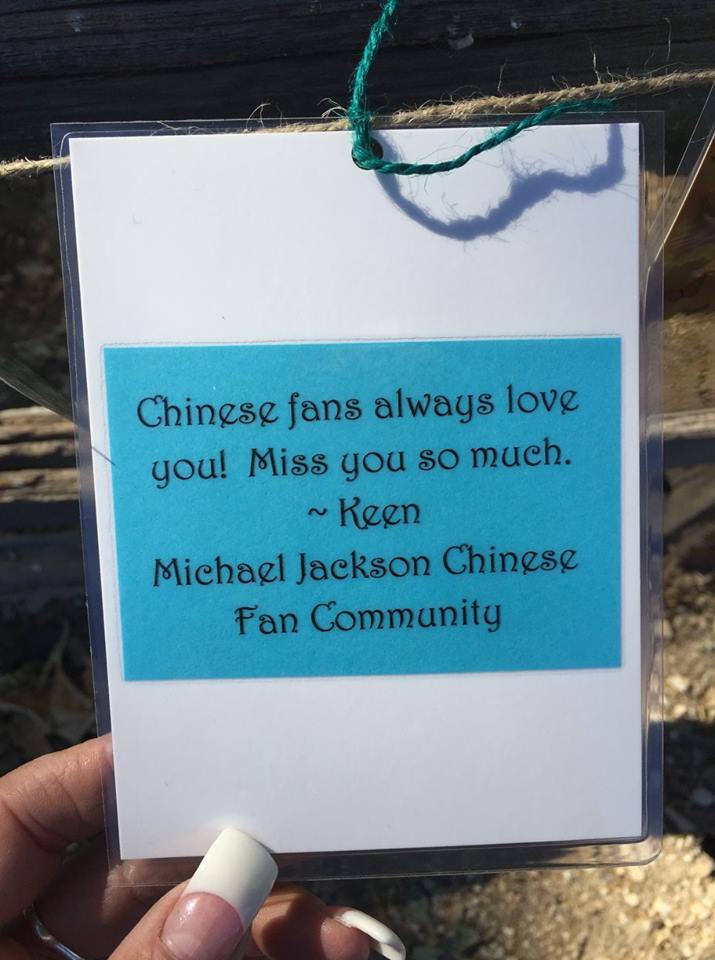 Chinese fans always love
you! Miss you so much.
~ Keen
Michael Jackson Chinese
Fan Community